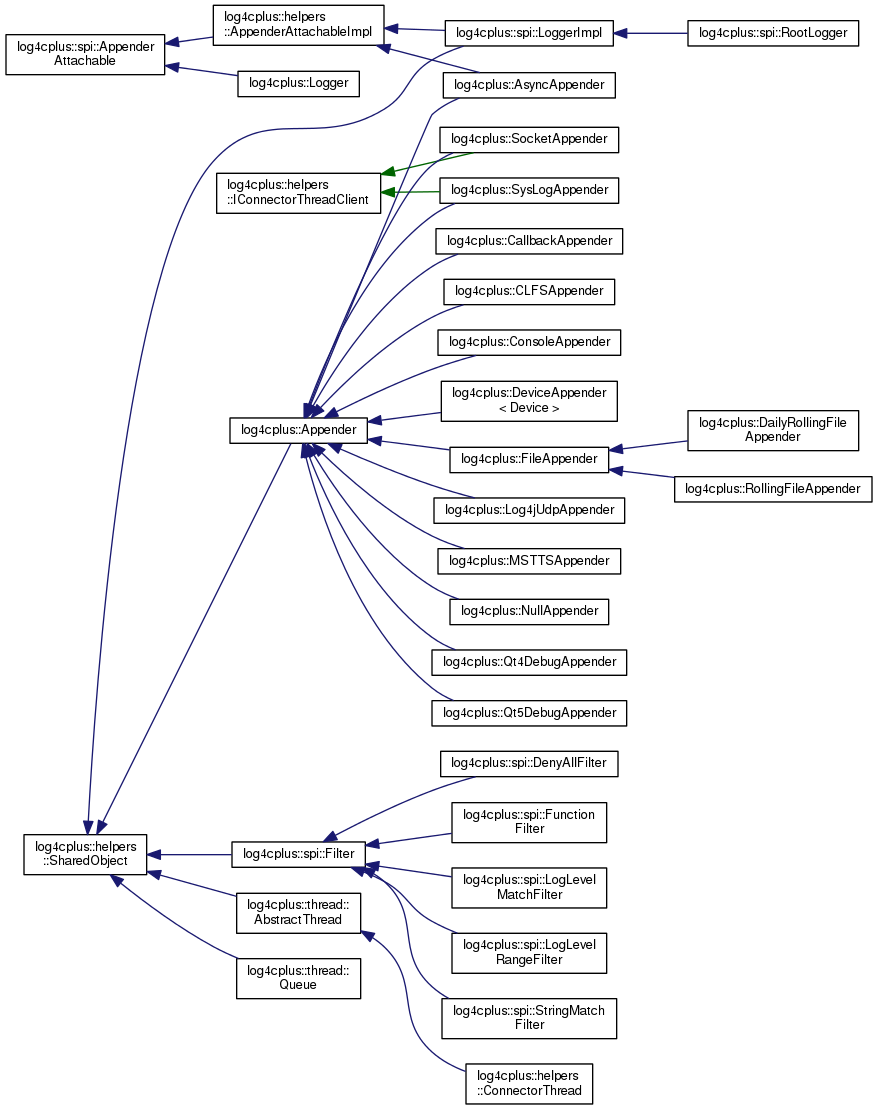 log4cplus::spi::Appender
Attachable
log4cplus::helpers
::AppenderAttachableImpl
log4cplus::Logger
log4cplus::spi::LoggerImpl
log4cplus::spi::RootLogger
log4cplus::AsyncAppender
log4cplus::SocketAppender
log4cplus::helpers
::IConnectorThreadClient
log4cplus::SysLogAppender
log4cplus::CallbackAppender
log4cplus::CLFSAppender
log4cplus::ConsoleAppender
log4cplus::DeviceAppender
< Device >
log4cplus::Appender
log4cplus::FileAppender
log4cplus::DailyRollingFile
Appender
log4cplus::RollingFileAppender
log4cplus::Log4jUdpAppender
log4cplus::MSTTSAppender
log4cplus::NullAppender
log4cplus::Qt4DebugAppender
log4cplus::Qt5DebugAppender
log4cplus::spi::DenyAllFilter
log4cplus::spi::Function
Filter
log4cplus::helpers
::SharedObject
log4cplus::spi::Filter
log4cplus::spi::LogLevel
MatchFilter
log4cplus::thread::
AbstractThread
log4cplus::spi::LogLevel
RangeFilter
log4cplus::thread::
Queue
log4cplus::spi::StringMatch
Filter
log4cplus::helpers
::ConnectorThread